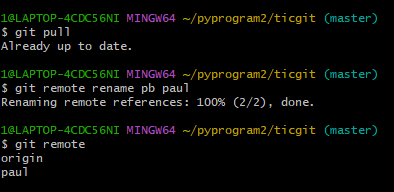 1@LAPTOP-4CDC56NI MINGW64 ~/pyprogram2/ticgit (master)
$ git pull
Already up to date.
1@LAPTOP-4CDC56NI MINGW64 ~/pyprogram2/ticgit (master)
$ git remote rename pb paul
Renaming remote references: 100% (2/2), done.
1@LAPTOP-4CDC56NI MINGW64 ~/pyprogram2/ticgit (master)
$ git remote
origin
paul